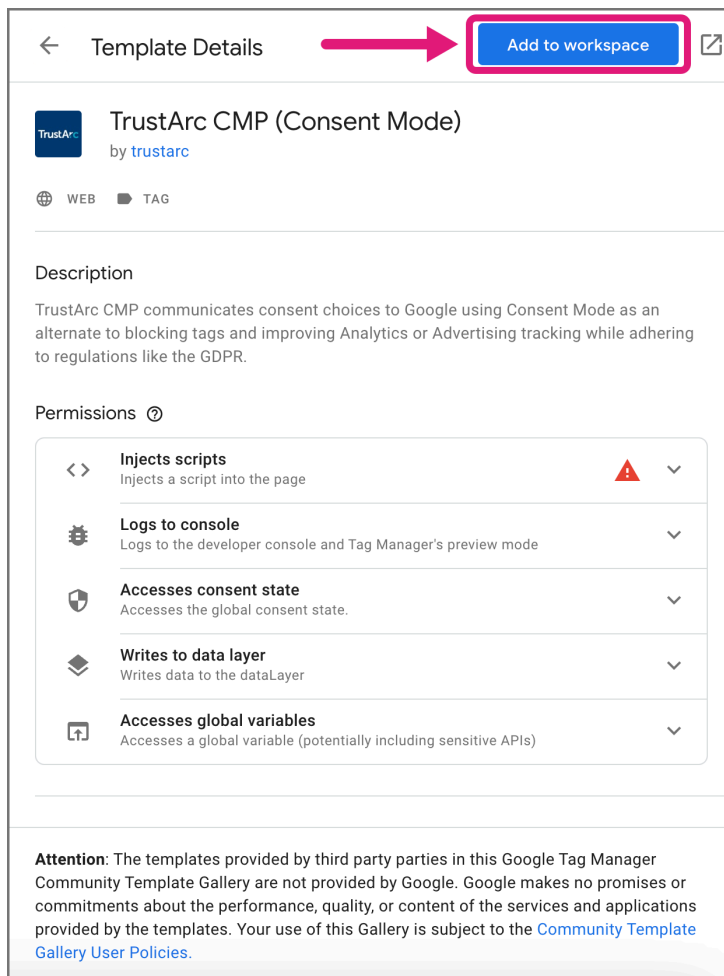 Template Details
Add to workspace
TrustArc
TrustArc CMP (Consent Mode)
by trustarc
WEB TAG
Description
TrustArc CMP communicates consent choices to Google using Consent Mode as an
alternate to blocking tags and improving Analytics or Advertising tracking while adhering
to regulations like the GDPR.
Permissions
Injects scripts
Injects a script into the page
Logs to console
Logs to the developer console and Tag Manager's preview mode
Accesses consent state
Accesses the global consent state.
Writes to data layer
Writes data to the dataLayer
Accesses global variables
Accesses a global variable (potentially including sensitive APIs)
Attention: The templates provided by third party parties in this Google Tag Manager
Community Template Gallery are not provided by Google. Google makes no promises or
commitments about the performance, quality, or content of the services and applications
provided by the templates. Your use of this Gallery is subject to the Community Template
Gallery User Policies.